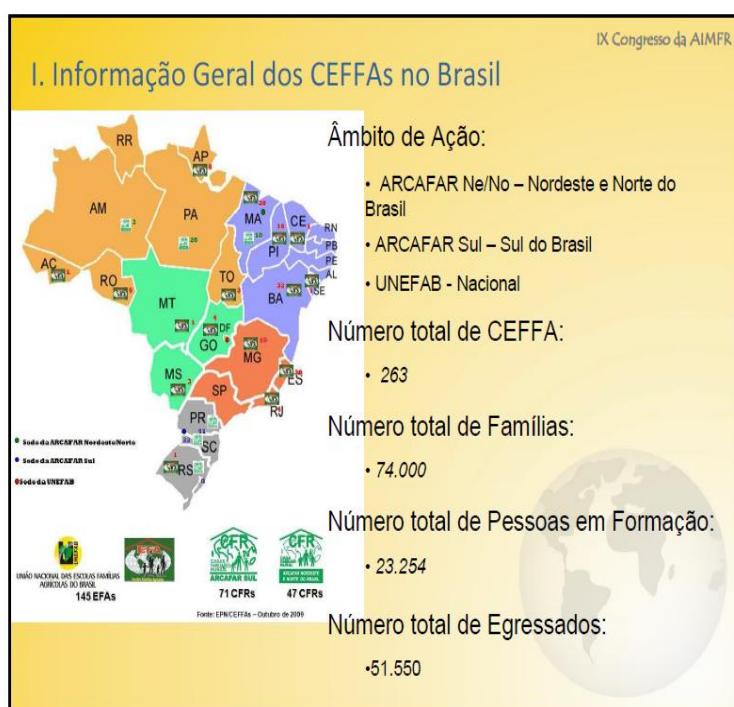 IX Congresso da AIMFR
I. Informação Geral dos CEFFAs no Brasil
Âmbito de Ação:
• ARCAFAR Ne/No – Nordeste e Norte do
Brasil
• ARCAFAR Sul – Sul do Brasil
• UNEFAB - Nacional
Número total de CEFFA:
• 263
Número total de Famílias:
• 74.000
Número total de Pessoas em Formação:
• 23.254
Número total de Egressados:
•51.550
RR
AP
AM
PA
MA
CE
RN
PB
PE
AL
SE
PI
AC
RO
TO
BA
MT
DF
GO
MG
ES
MS
SP
RJ
PR
SC
RS
Sede da ARCAFAR Nordeste/Norte
Sede da ARCAFAR Sul
Sede da UNEFAB
UNIÃO NACIONAL DAS ESCOLAS FAMÍLIAS
AGRÍCOLAS DO BRASIL
145 EFAs
CFR
ARCAFAR SUL
71 CFRs
CFR
ARCAFAR NORDESTE
E NORTE DO BRASIL
47 CFRs
Fonte: EPN/CEFFAs – Outubro de 2009